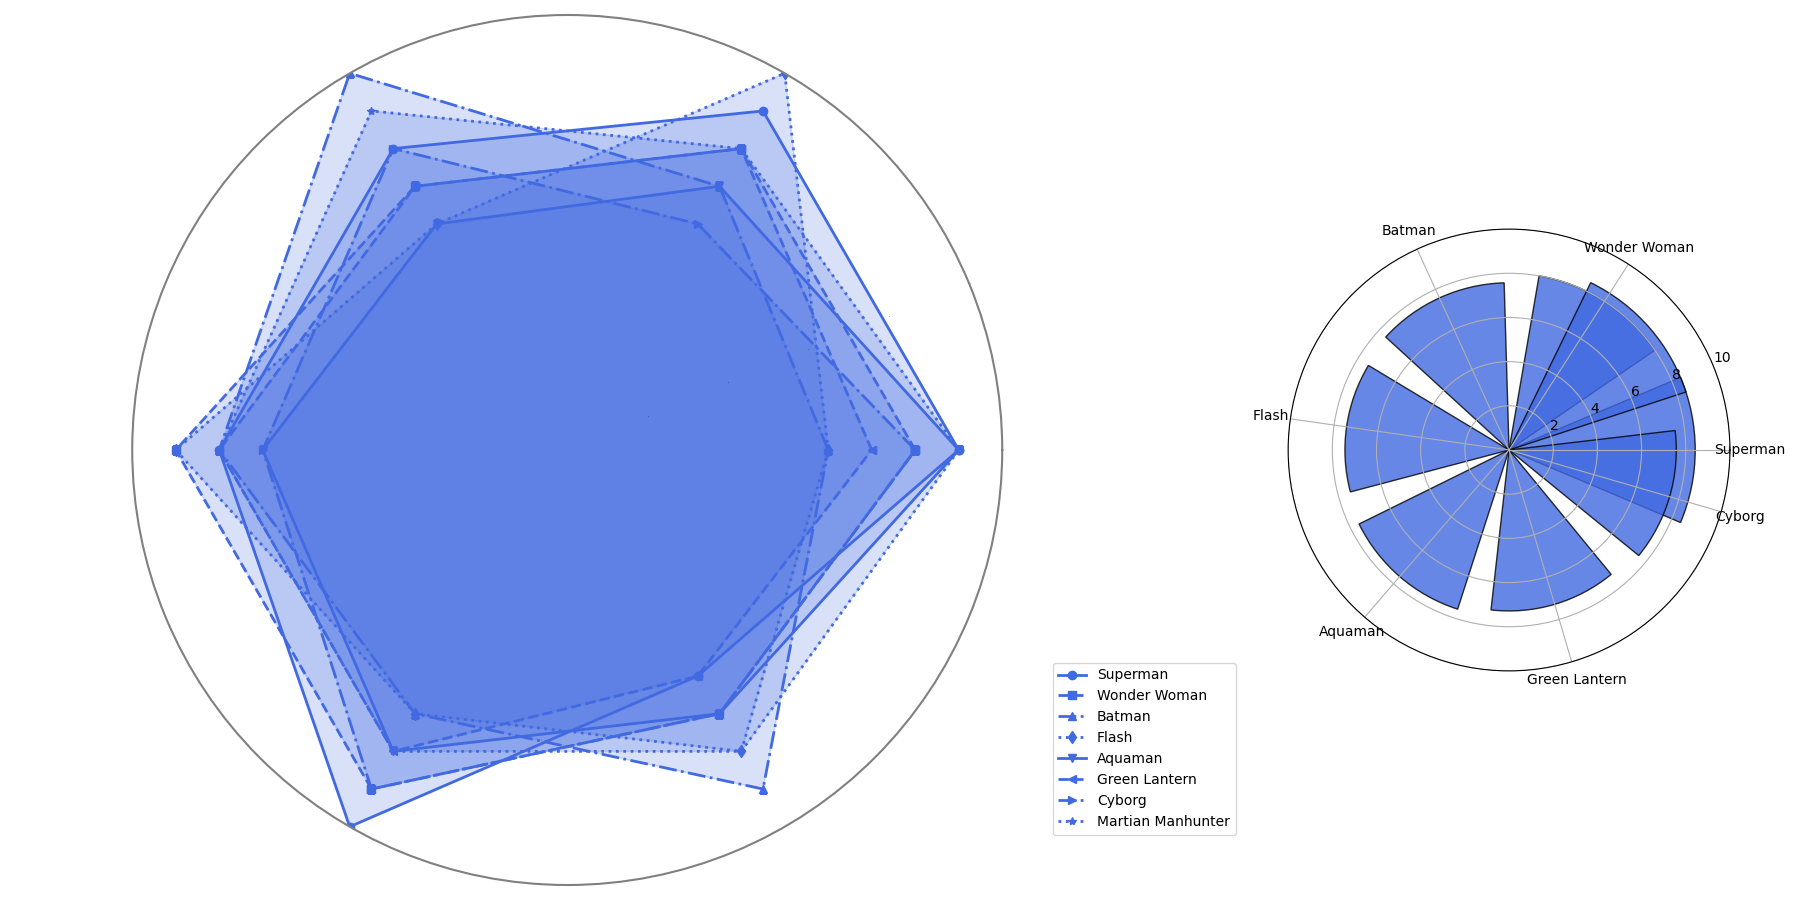 Superman
Wonder Woman
Batman
Flash
Aquaman
Green Lantern
Cyborg
Martian Manhunter
Batman
Wonder Woman
Flash
Superman
Cyborg
Aquaman
Green Lantern
2
4
6
8
10